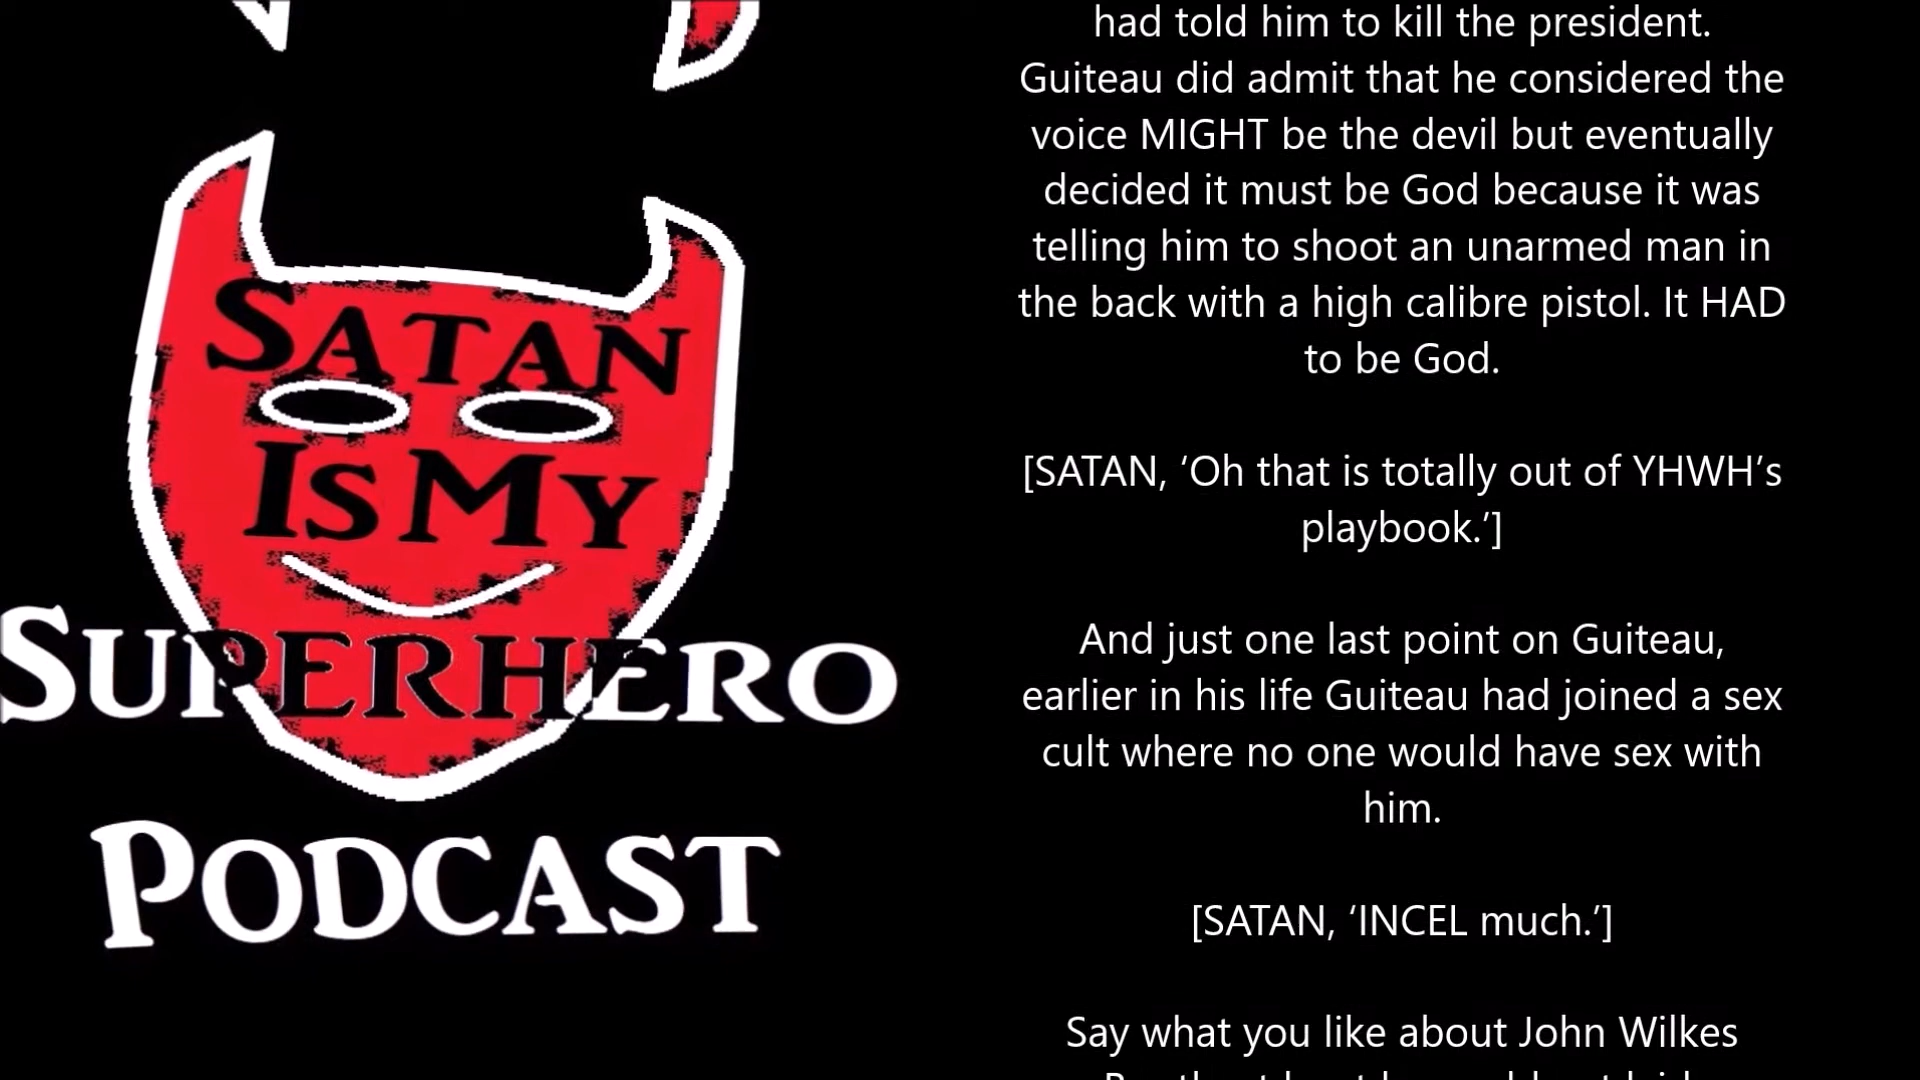 SATAN
IS MY
SUPERHERO
PODCAST
had told him to kill the president.
Guiteau did admit that he considered the
voice MIGHT be the devil but eventually
decided it must be God because it was
telling him to shoot an unarmed man in
the back with a high calibre pistol. It HAD
to be God.
[SATAN, ‘Oh that is totally out of YHWH’s
playbook.’]
And just one last point on Guiteau,
earlier in his life Guiteau had joined a sex
cult where no one would have sex with
him.
[SATAN, ‘INCEL much.’]
Say what you like about John Wilkes